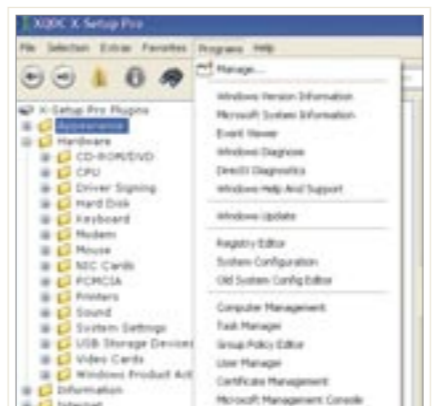 XQDC X-Setup Pro
File Selection Extras Favorites Programs Help
Manage...
Windows Version Information
Microsoft System Information
Event Viewer
Windows Diagnose
DirectX Diagnostics
Windows Help And Support
Windows Update
Registry Editor
System Configuration
Old System Config Editor
Computer Management
Task Manager
Group Policy Editor
User Manager
Certificate Management
Microsoft Management Console
X-Setup Pro Plugins
Appearance
Hardware
CD-ROM/DVD
CPU
Driver Signing
Hard Disk
Keyboard
Modem
Mouse
NIC Cards
PCMCIA
Printers
Sound
System Settings
USB Storage Devices
Video Cards
Windows Product Act
Information
Internet